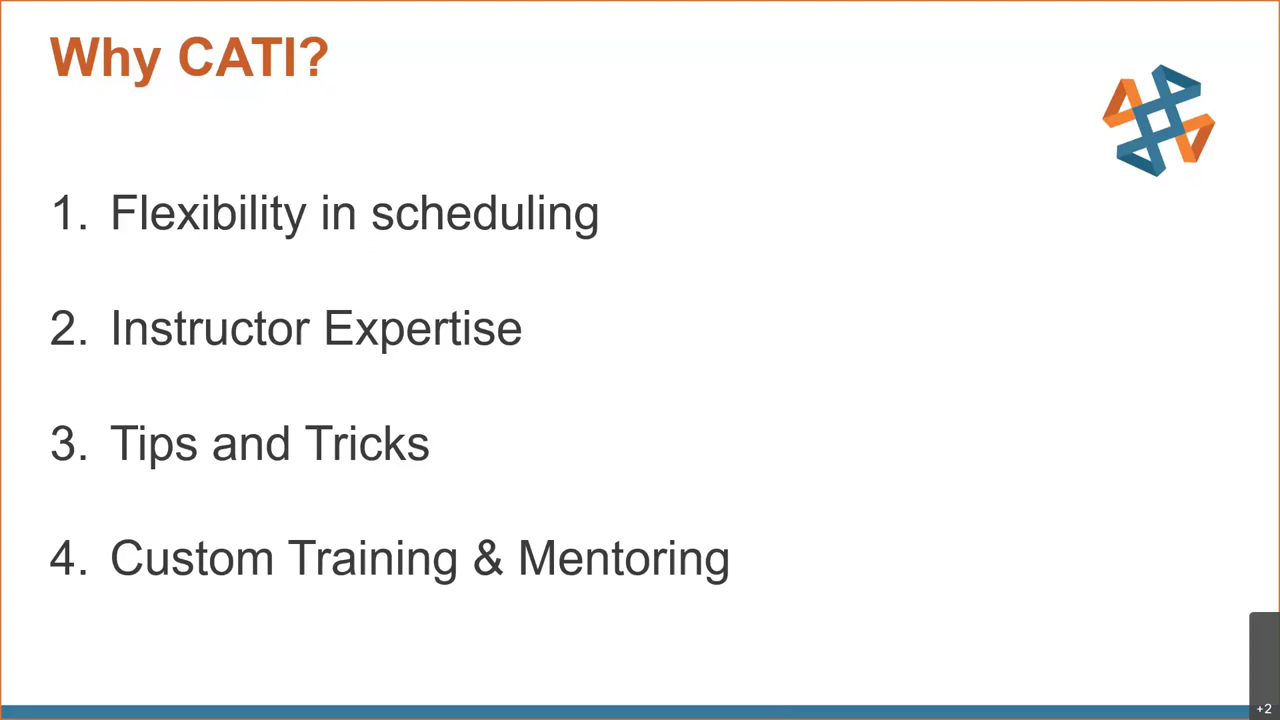 Why CATI?
1. Flexibility in scheduling
2. Instructor Expertise
3. Tips and Tricks
4. Custom Training & Mentoring
+2